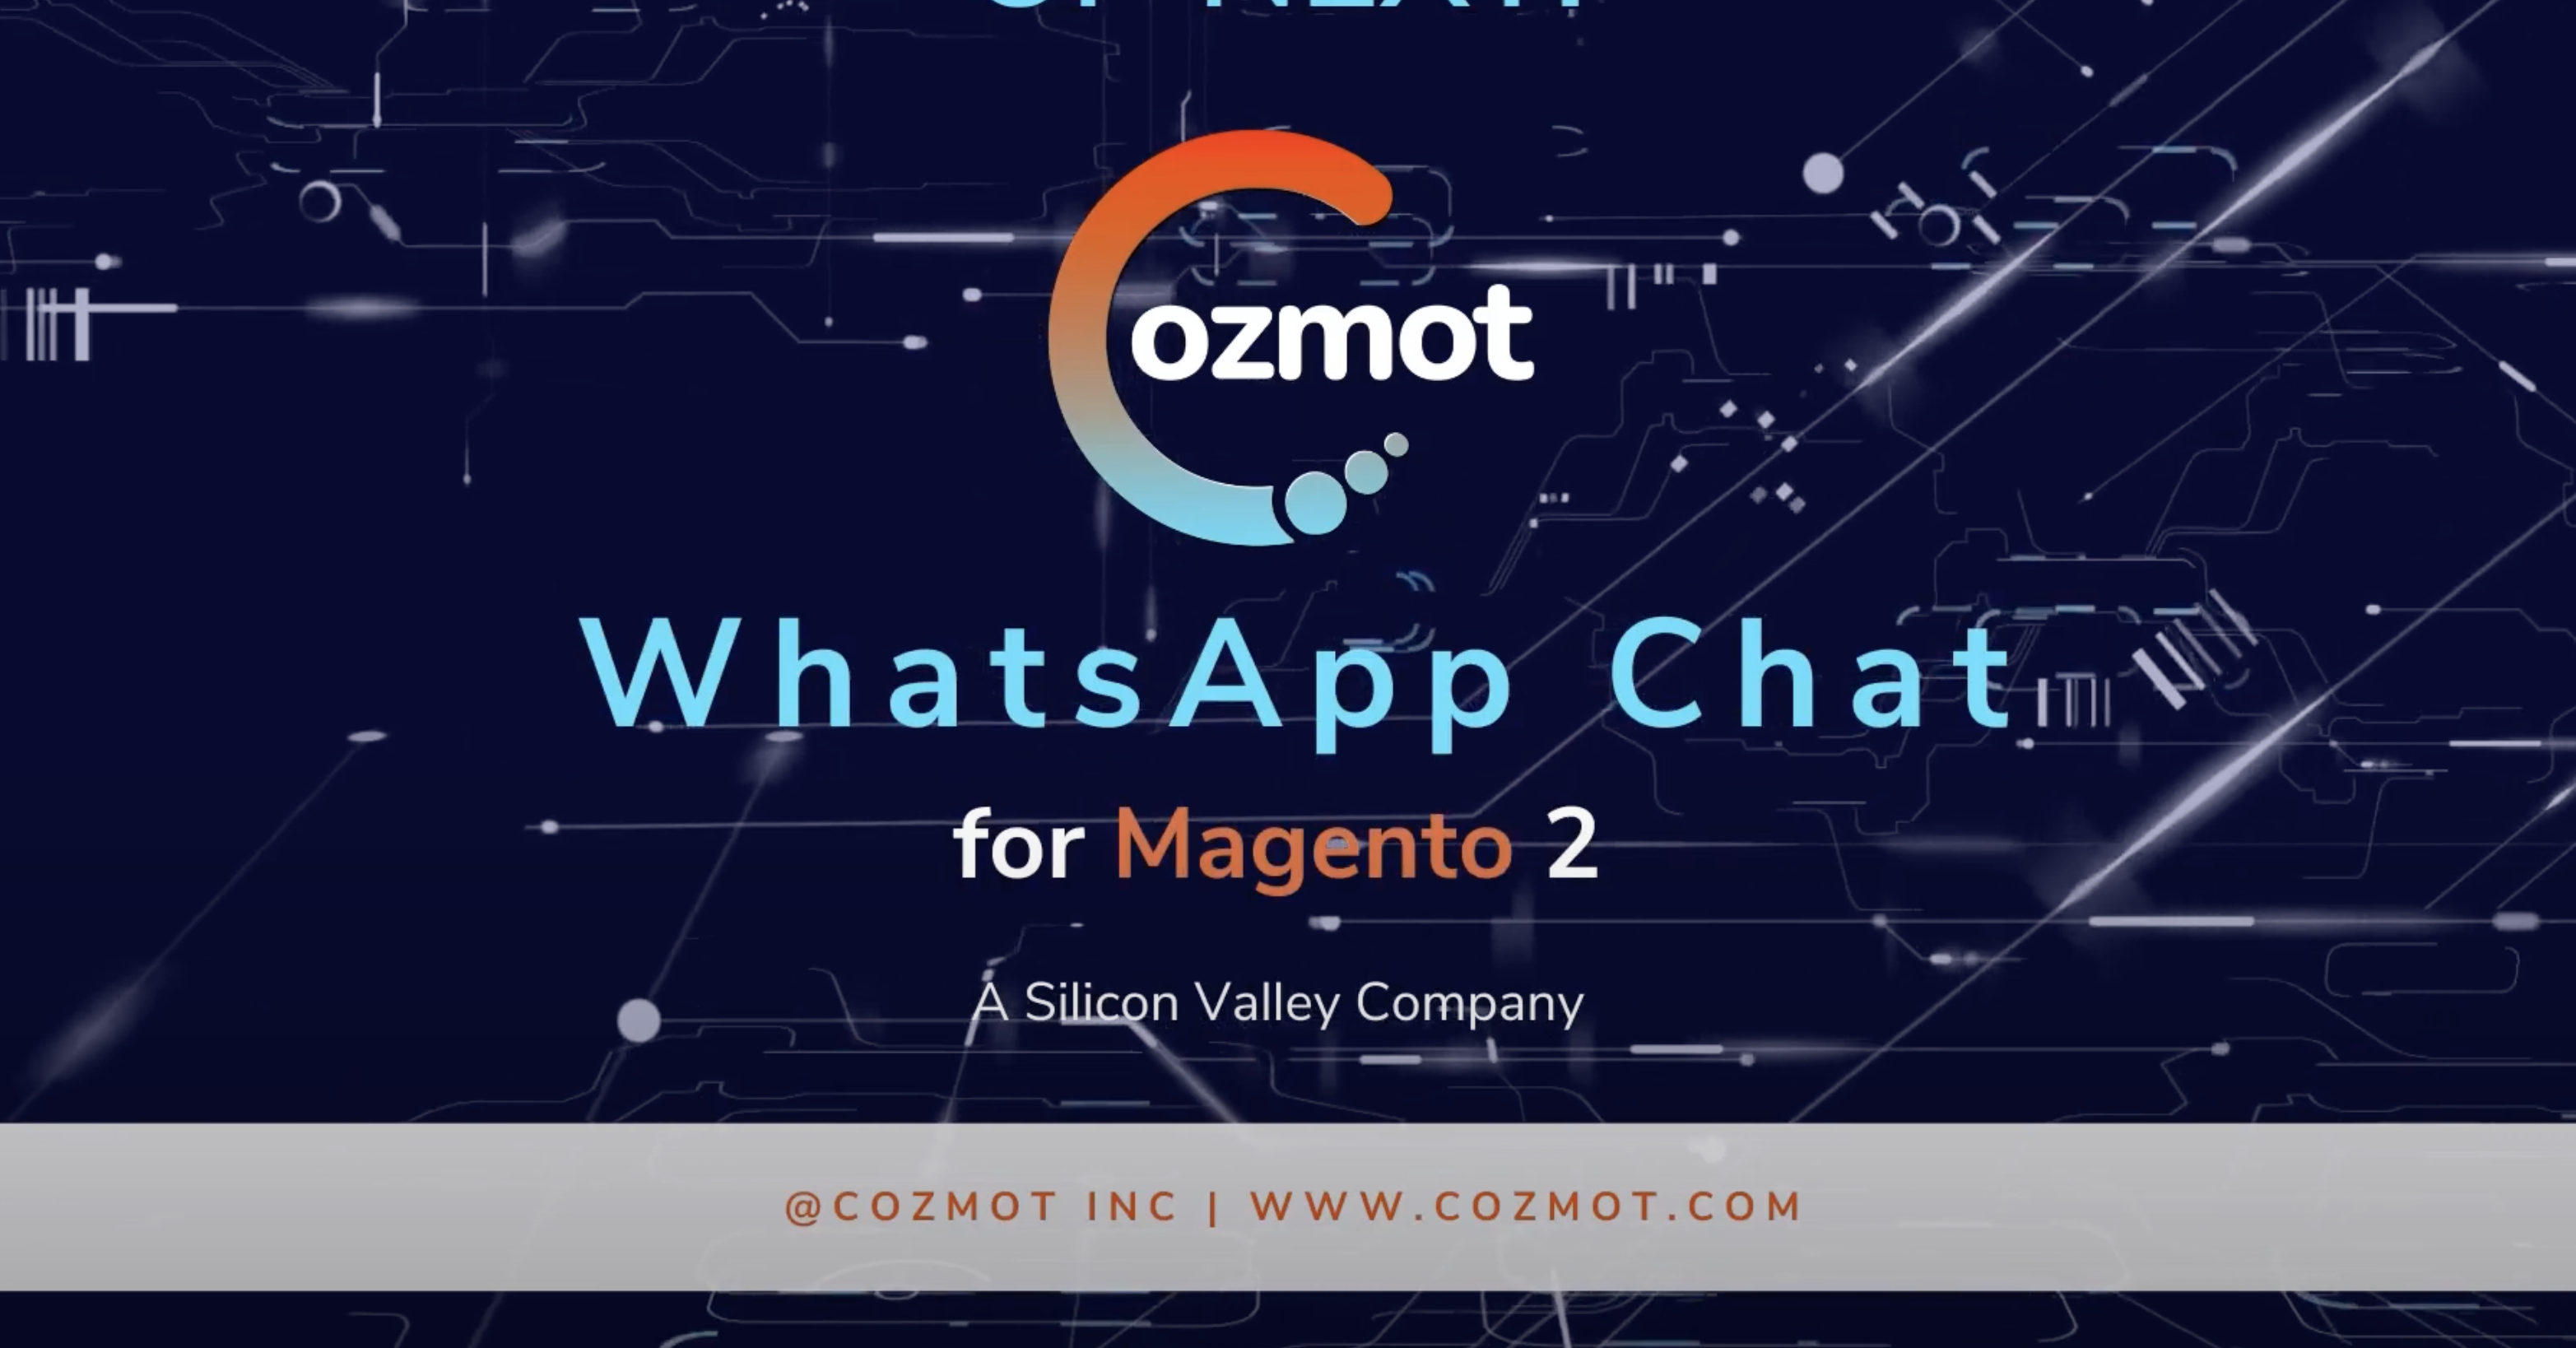 Cozmot
WhatsApp Chat
for Magento 2
A Silicon Valley Company
@COZMOT INC | WWW.COZMOT.COM